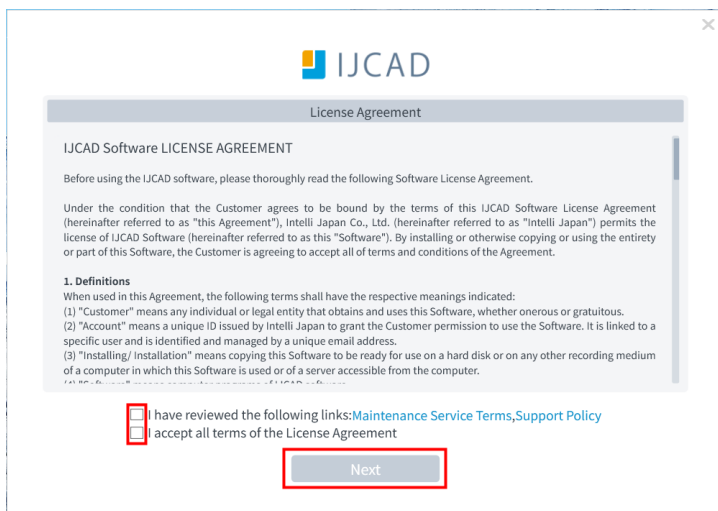 IJCAD
License Agreement
IJCAD Software LICENSE AGREEMENT
Before using the IJCAD software, please thoroughly read the following Software License Agreement.
Under the condition that the Customer agrees to be bound by the terms of this IJCAD Software License Agreement
(hereinafter referred to as "this Agreement"), Intelli Japan Co., Ltd. (hereinafter referred to as "Intelli Japan") permits the
license of IJCAD Software (hereinafter referred to as this "Software"). By installing or otherwise copying or using the entirety
or part of this Software, the Customer is agreeing to accept all of terms and conditions of the Agreement.
1. Definitions
When used in this Agreement, the following terms shall have the respective meanings indicated:
(1) "Customer" means any individual or legal entity that obtains and uses this Software, whether onerous or gratuitous.
(2) "Account" means a unique ID issued by Intelli Japan to grant the Customer permission to use the Software. It is linked to a
specific user and is identified and managed by a unique email address.
(3) "Installing/ Installation" means copying this Software to be ready for use on a hard disk or on any other recording medium
of a computer in which this Software is used or of a server accessible from the computer.
(4) "Software" means computer programs of IJCAD software
I have reviewed the following links:Maintenance Service Terms,Support Policy
I accept all terms of the License Agreement
Next